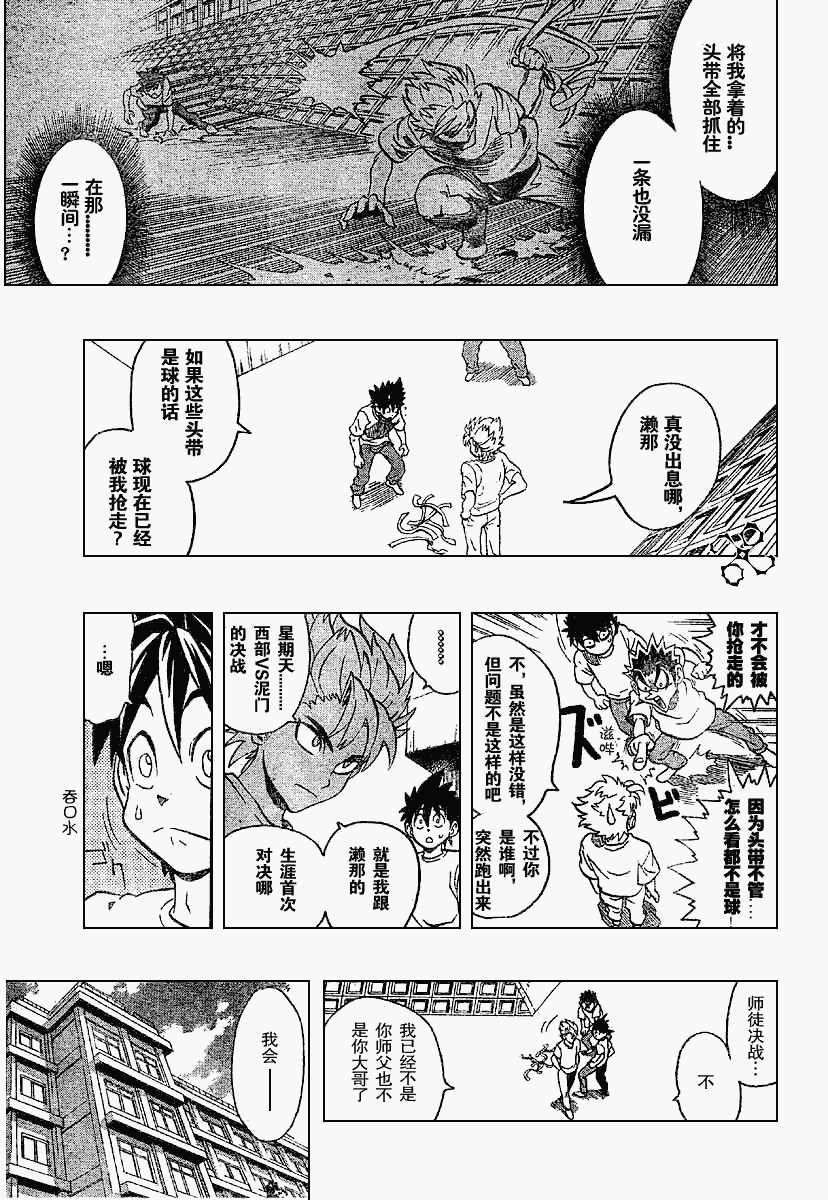 将我拿着的…
头带全部抓住
一条也没漏
在那………
一瞬间…？
真没出息哪，
濑那
如果这些头带
是球的话
球现在已经
被我抢走？
才不会被
你抢走的
因为头带不管……
怎么看都不是球
ズ
ビ
滋哗
不，虽然是这样没错，
但问题不是这样的吧
不过你
是谁啊，
突然跑出来
………
星期天………
西部VS泥门
的决战
就是我跟
濑那的
生涯首次
对决哪
…嗯
吞口水
师徒决战…
不
我已经不是
你师父也不
是你大哥了
我会——